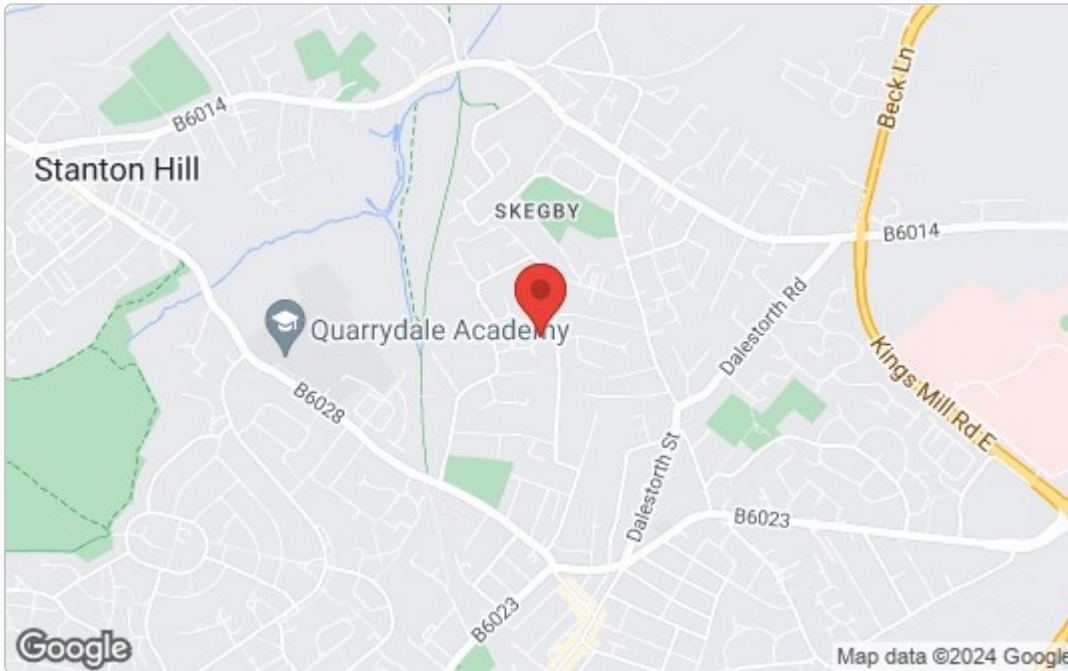 B6014
Beck Ln
Stanton Hill
SKEGBY
B6014
Dalestorth Rd
Quarrydale Academy
Kings Mill Rd E
B6028
Dalestorth St
B6023
B6023
Google
Map data ©2024 Google